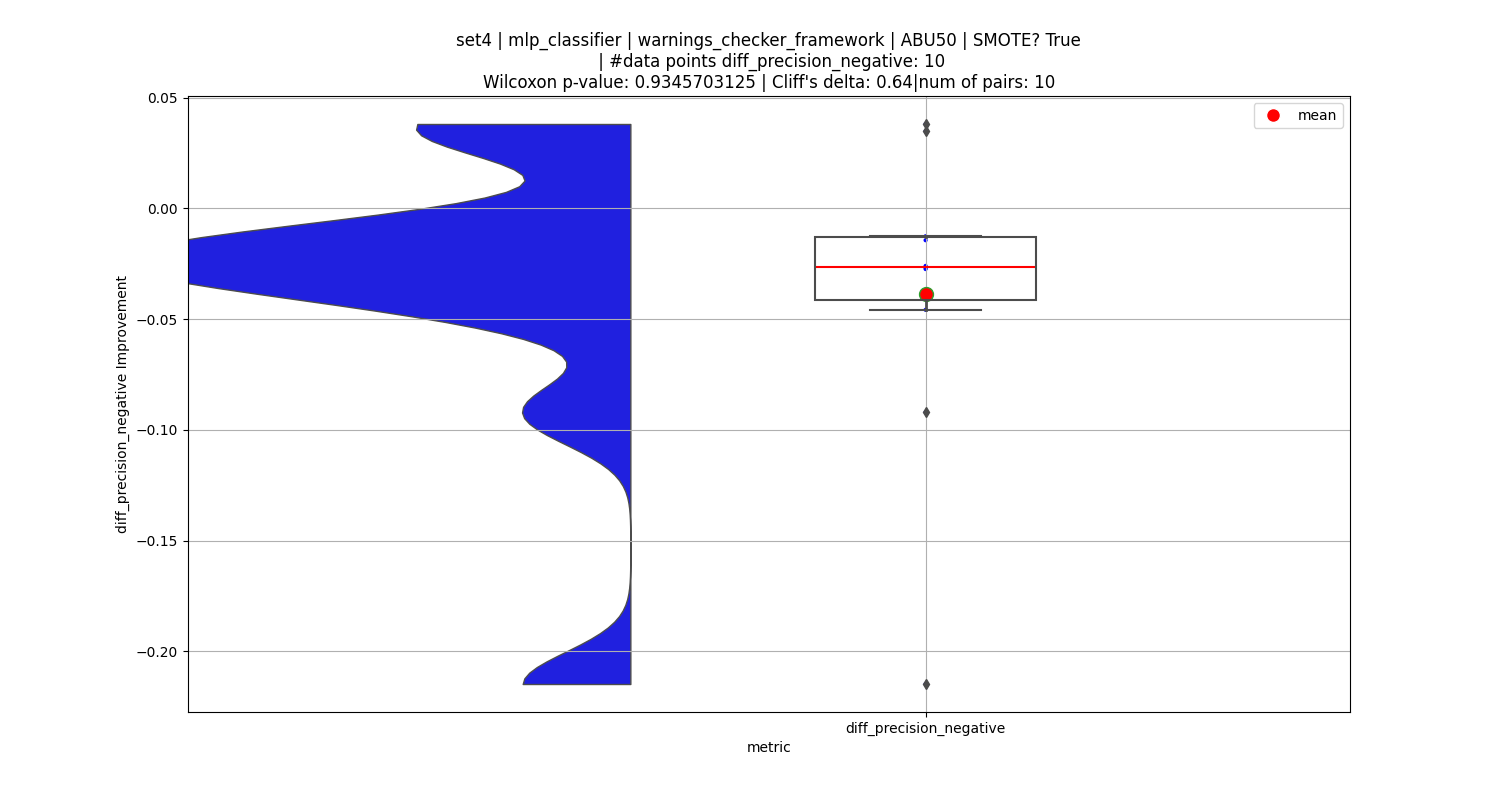 set4 | mlp_classifier | warnings_checker_framework | ABU50 | SMOTE? True
| #data points diff_precision_negative: 10
Wilcoxon p-value: 0.9345703125 | Cliff's delta: 0.64|num of pairs: 10
mean
0.05
0.00
−0.05
−0.10
−0.15
−0.20
diff_precision_negative Improvement
diff_precision_negative
metric